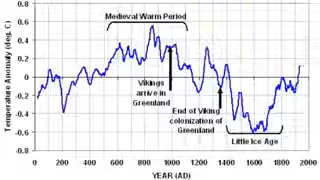 0.8
Medieval Warm Period
0.6
0.4
0.2
0
-0.2
-0.4
-0.6
-0.8
Temperature Anomaly (deg. C)
Vikings
arrive in
Greenland
End of Viking
colonization of
Greenland
Little Ice Age
0 200 400 600 800 1000 1200 1400 1600 1800 2000
YEAR (AD)